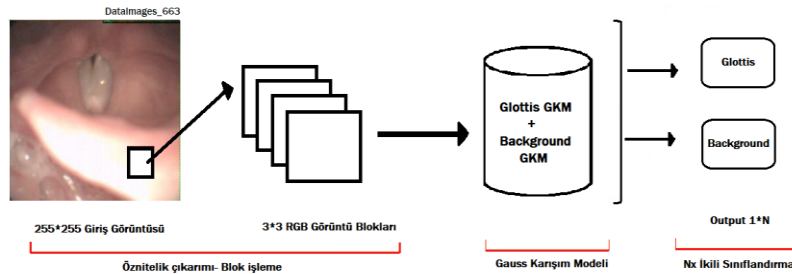 DataImages_663
Glottis GKM
+
Background
GKM
Glottis
Background
255*255 Giriş Görüntüsü
3*3 RGB Görüntü Blokları
Output 1*N
Öznitelik çıkarımı- Blok işleme
Gauss Karışım Modeli
Nx İkili Sınıflandırma